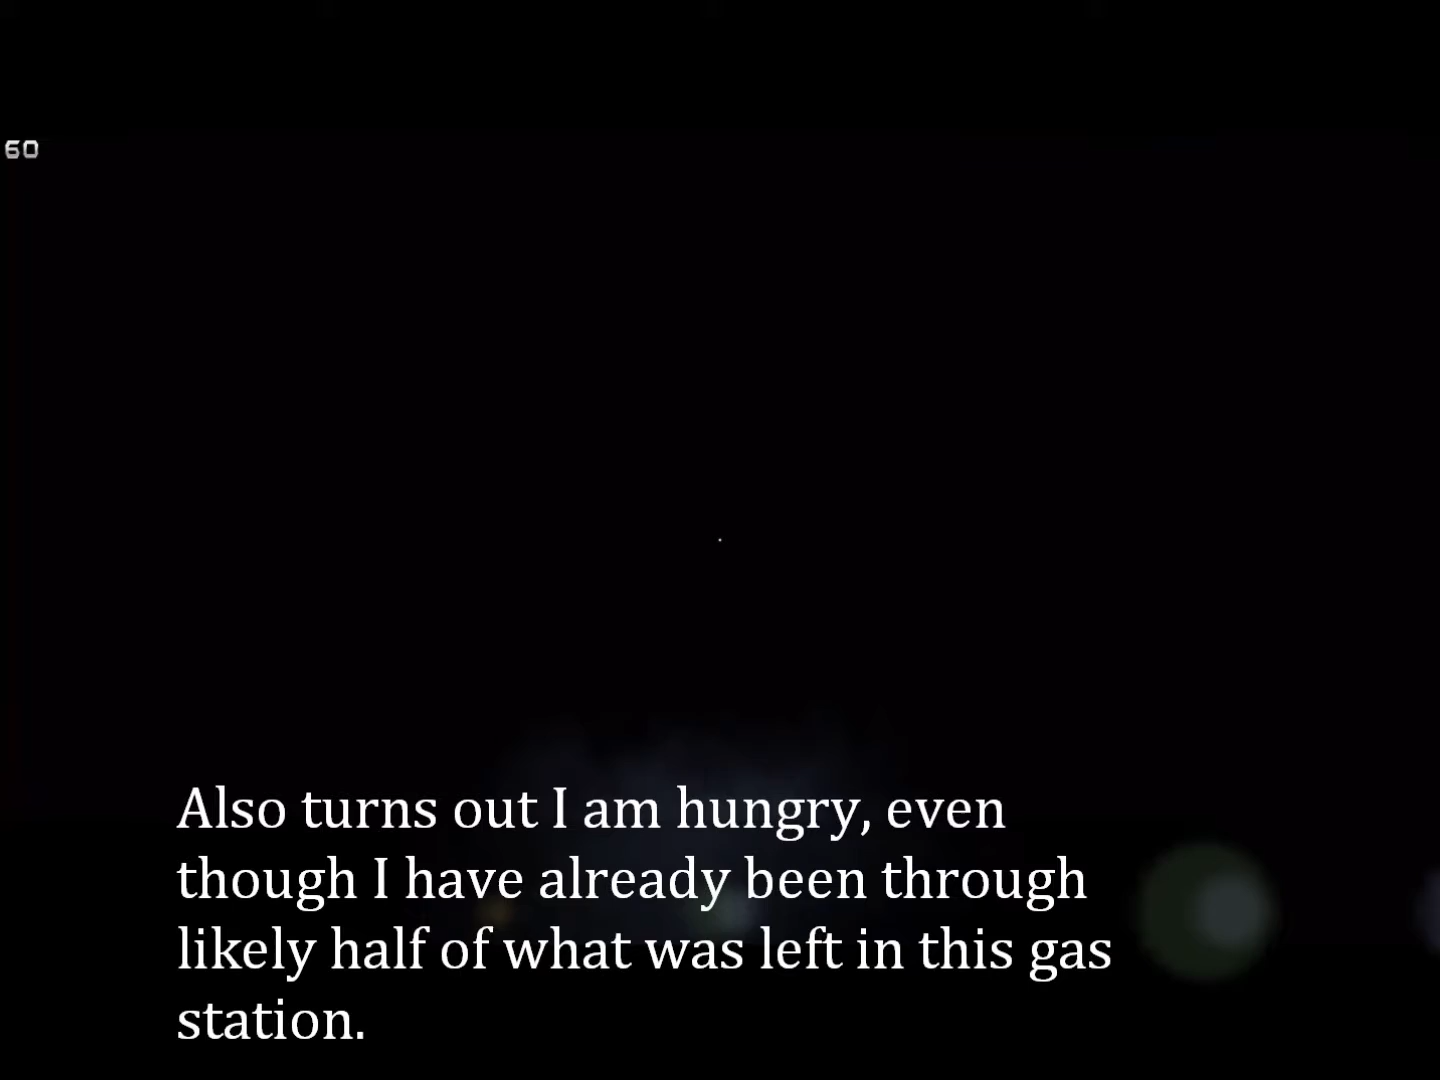 60
Also turns out I am hungry, even
though I have already been through
likely half of what was left in this gas
station.